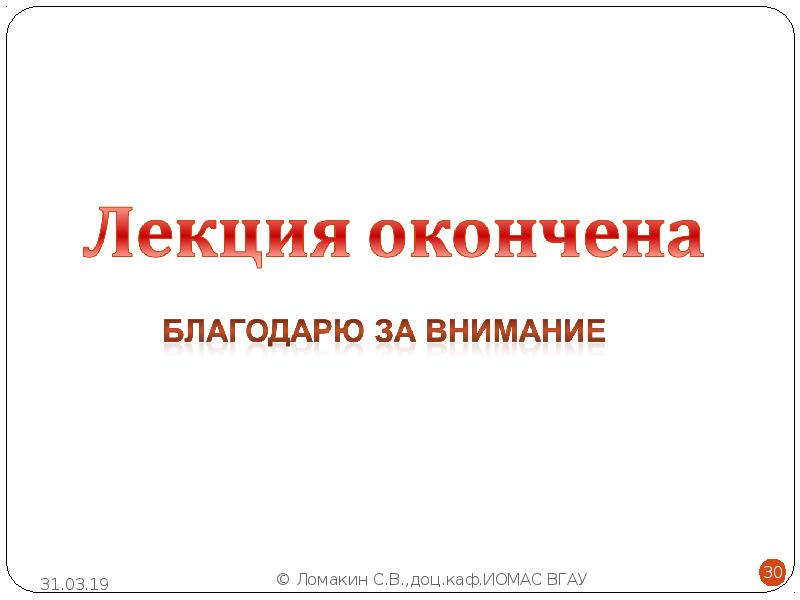 Лекция окончена
БЛАГОДАРЮ ЗА ВНИМАНИЕ
31.03.19
© Ломакин С.В.,доц.каф.ИОМАС ВГАУ
30